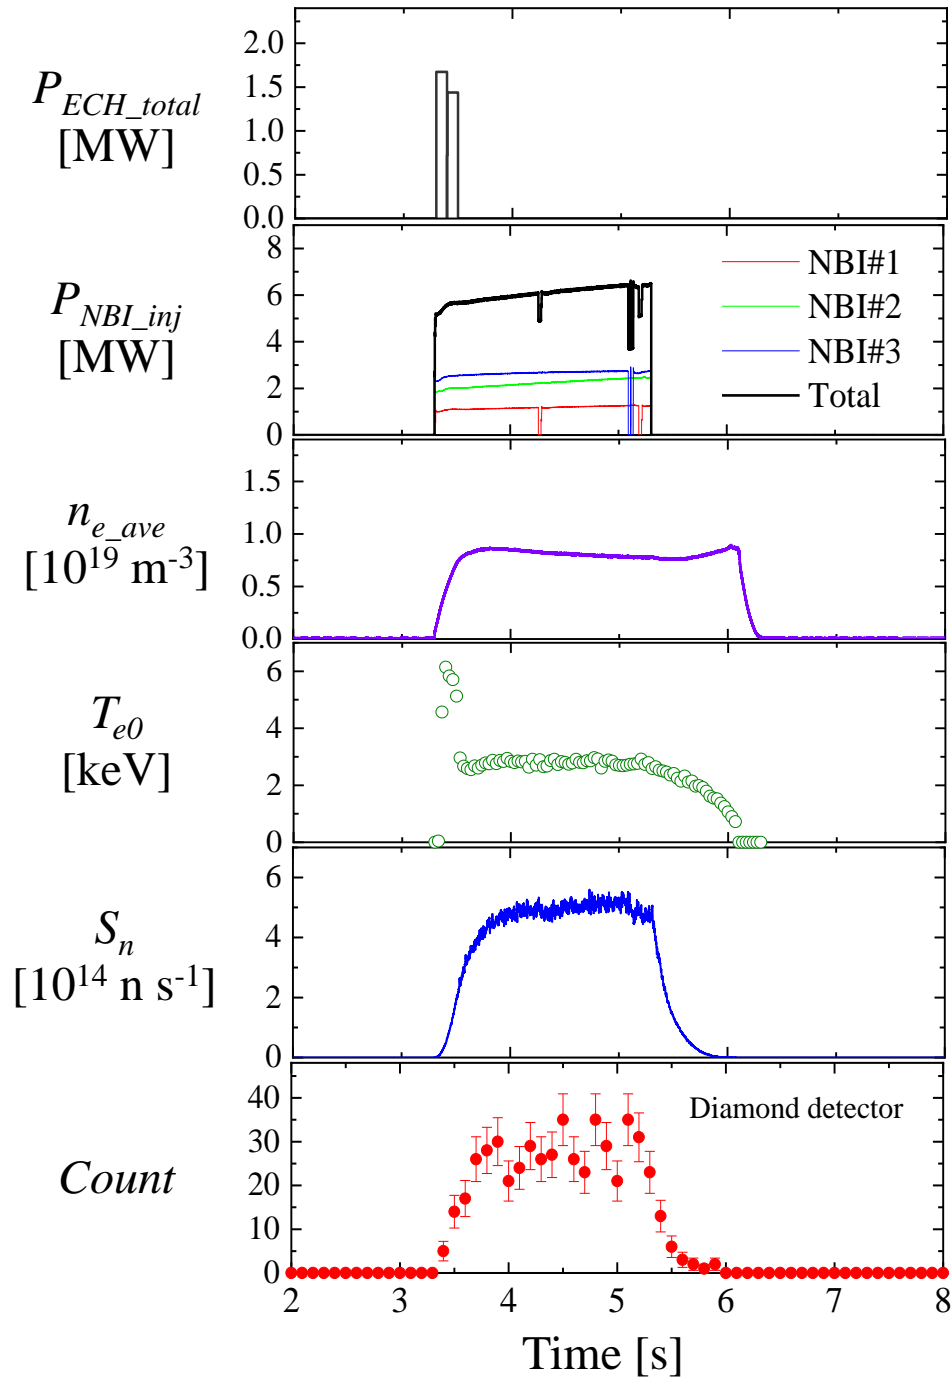 P_ECH_total
[MW]
2.0
1.5
1.0
0.5
0.0
P_NBI_inj
[MW]
8
6
4
2
0
NBI#1
NBI#2
NBI#3
Total
n_e_ave
[10^19 m^-3]
1.5
1.0
0.5
0.0
T_e0
[keV]
6
4
2
0
S_n
[10^14 n s^-1]
6
4
2
0
Diamond detector
Count
40
30
20
10
0
2 3 4 5 6 7 8
Time [s]